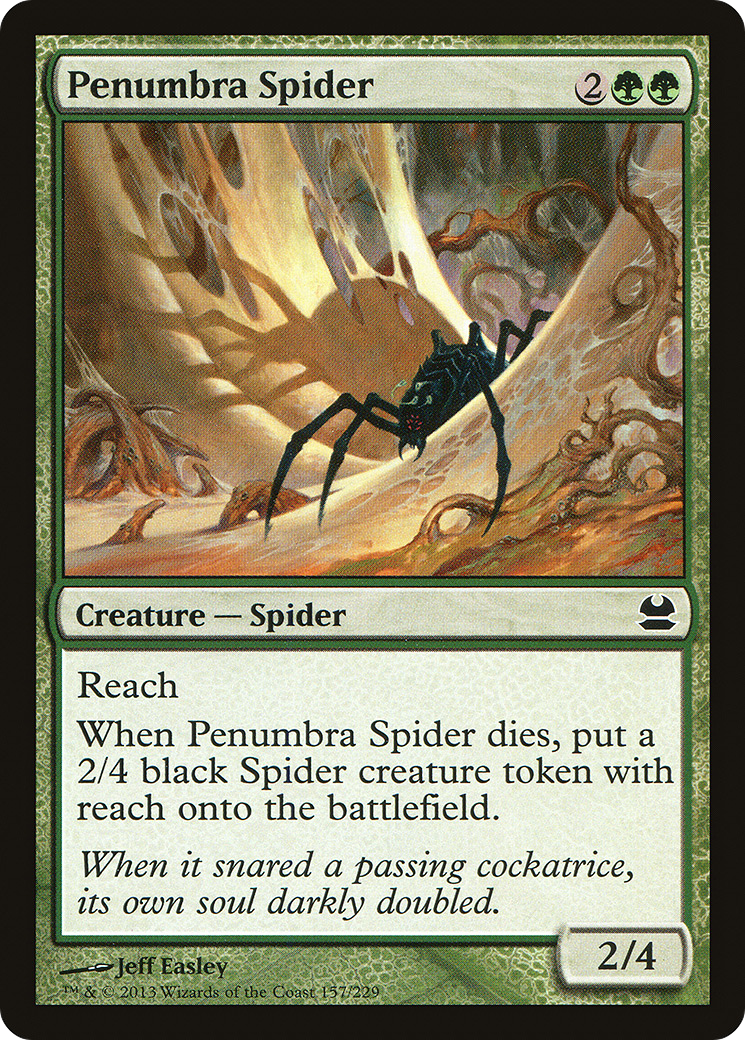 Penumbra Spider 2
Creature — Spider
Reach
When Penumbra Spider dies, put a
2/4 black Spider creature token with
reach onto the battlefield.
When it snared a passing cockatrice,
its own soul darkly doubled.
2/4
Jeff Easley
™ & © 2013 Wizards of the Coast 157/229